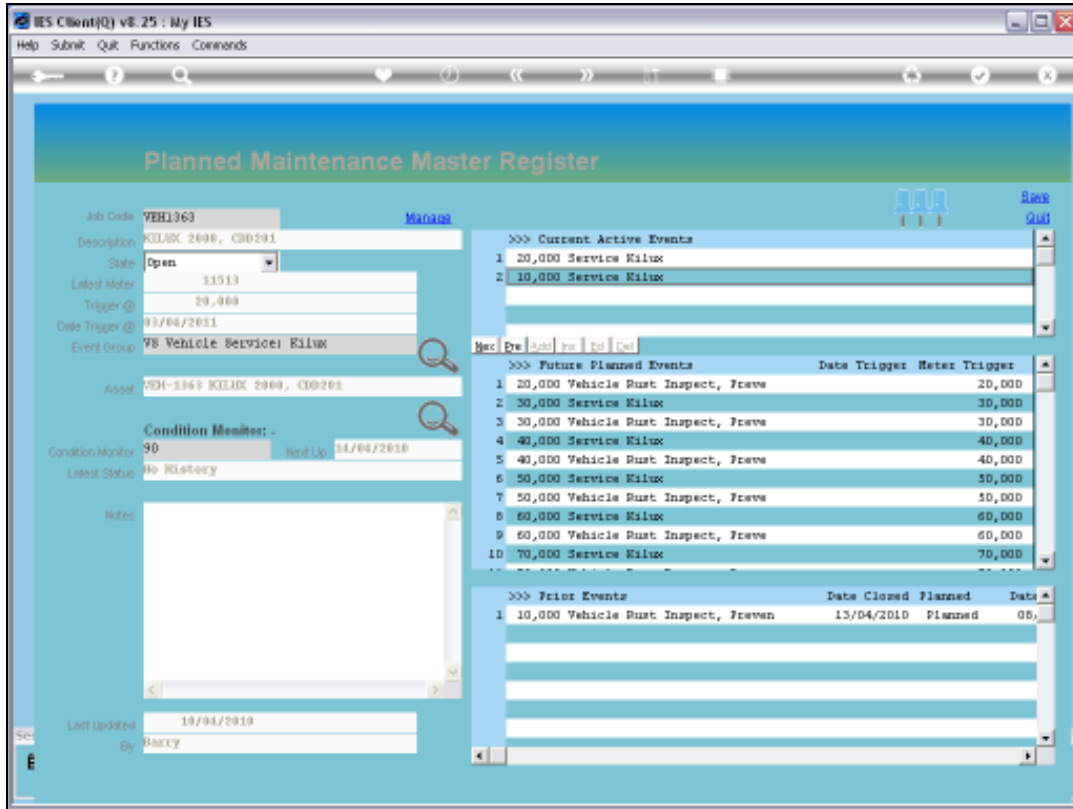 IES Client(Q) v8.25 : My IES
Help Submit Quit Functions Commands
Planned Maintenance Master Register
Save
Quit
Job Code VEH1363 Manage
Description KILUX 2000, CDD201
State Open
Latest Meter 11513
Trigger @ 20,000
Date Trigger @ 03/04/2011
Event Group V8 Vehicle Service: Kilux
Asset VEH-1363 KILUX 2000, CDD201
Condition Monitor: -
Condition Monitor 90 Next Up 14/04/2010
Latest Status No History
Notes
Last Updated 10/04/2010
By Barry
>>> Current Active Events
1 20,000 Service Kilux
2 10,000 Service Kilux
Nex Pre Add Inx Ed Del
>>> Future Planned Events Date Trigger Meter Trigger
1 20,000 Vehicle Rust Inspect, Preve 20,000
2 30,000 Service Kilux 30,000
3 30,000 Vehicle Rust Inspect, Preve 30,000
4 40,000 Service Kilux 40,000
5 40,000 Vehicle Rust Inspect, Preve 40,000
6 50,000 Service Kilux 50,000
7 50,000 Vehicle Rust Inspect, Preve 50,000
8 60,000 Service Kilux 60,000
9 60,000 Vehicle Rust Inspect, Preve 60,000
10 70,000 Service Kilux 70,000
>>> Prior Events Date Closed Planned Date
1 10,000 Vehicle Rust Inspect, Preven 13/04/2010 Planned 08,